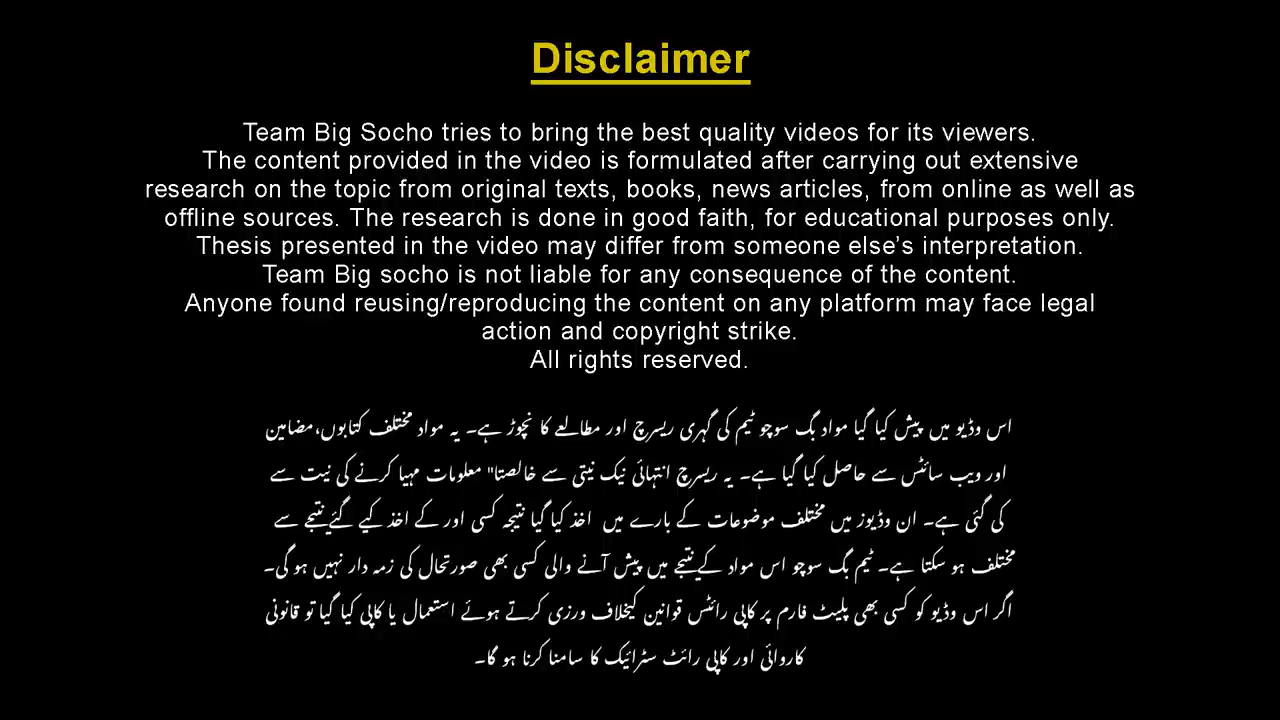 Disclaimer
Team Big Socho tries to bring the best quality videos for its viewers.
The content provided in the video is formulated after carrying out extensive
research on the topic from original texts, books, news articles, from online as well as
offline sources. The research is done in good faith, for educational purposes only.
Thesis presented in the video may differ from someone else’s interpretation.
Team Big socho is not liable for any consequence of the content.
Anyone found reusing/reproducing the content on any platform may face legal
action and copyright strike.
All rights reserved.
اس وڈیو میں پیش کیا گیا مواد بگ سوچو ٹیم کی گہری ریسرچ اور مطالعے کا نچوڑ ہے۔ یہ مواد مختلف کتابوں،مضامین
اور ویب سائٹس سے حاصل کیا گیا ہے۔ یہ ریسرچ انتہائی نیک نیتی سے خالصتا" معلومات مہیا کرنے کی نیت سے
کی گئی ہے۔ ان وڈیوز میں مختلف موضوعات کے بارے میں اخذ کیا گیا نتیجہ کسی اور کے اخذ کیے گئے نتیجے سے
مختلف ہو سکتا ہے۔ ٹیم بگ سوچو اس مواد کے نتیجے میں پیش آنے والی کسی بھی صورتحال کی زمہ دار نہیں ہو گی۔
اگر اس وڈیو کو کسی بھی پلیٹ فارم پر کاپی رائٹس قوانین کیخلاف ورزی کرتے ہوئے استعمال یا کاپی کیا گیا تو قانونی
کاروائی اور کاپی رائٹ سٹرائیک کا سامنا کرنا ہو گا۔